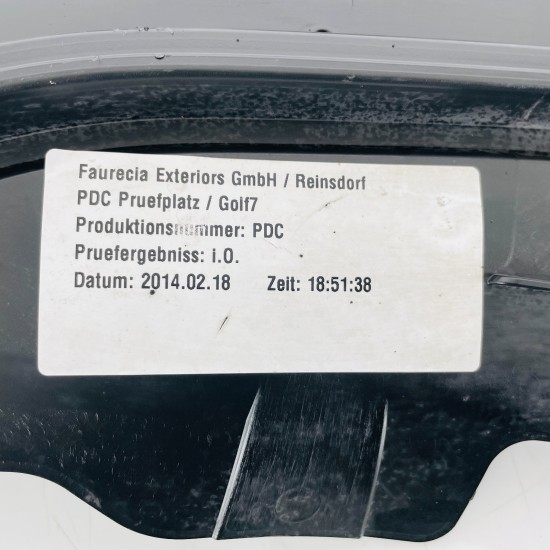 Faurecia Exteriors GmbH / Reinsdorf
PDC Pruefplatz / Golf7
Produktionsnummer: PDC
Pruefergebniss: i.O.
Datum: 2014.02.18 Zeit: 18:51:38